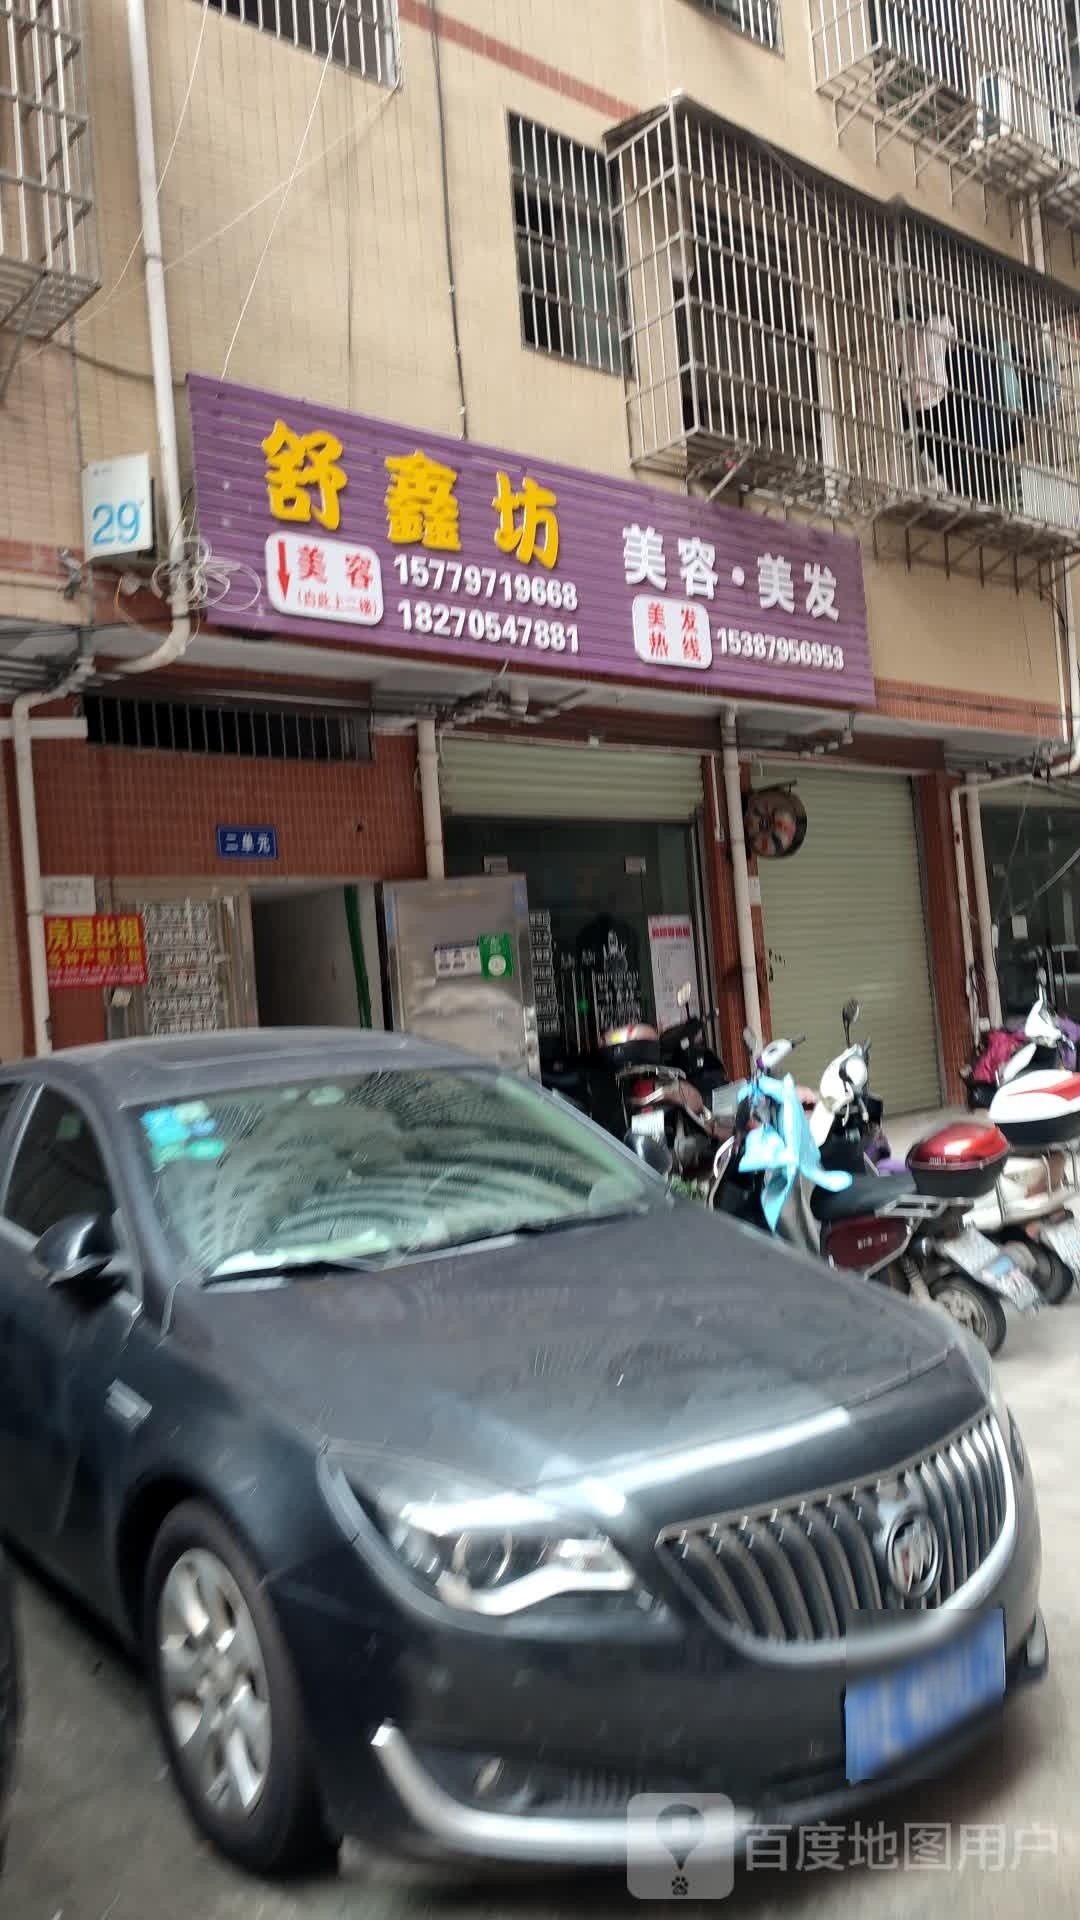 舒鑫坊
美容·美发
29#
美容
(由此上二楼)
15779719668
18270547881
美发
热线
15387956953
二单元
房屋出租
百度地图用户